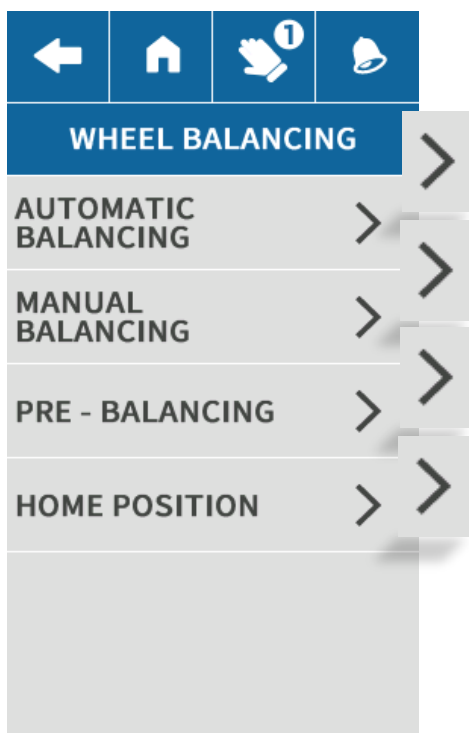 1
WHEEL BALANCING
AUTOMATIC
BALANCING
MANUAL
BALANCING
PRE - BALANCING
HOME POSITION